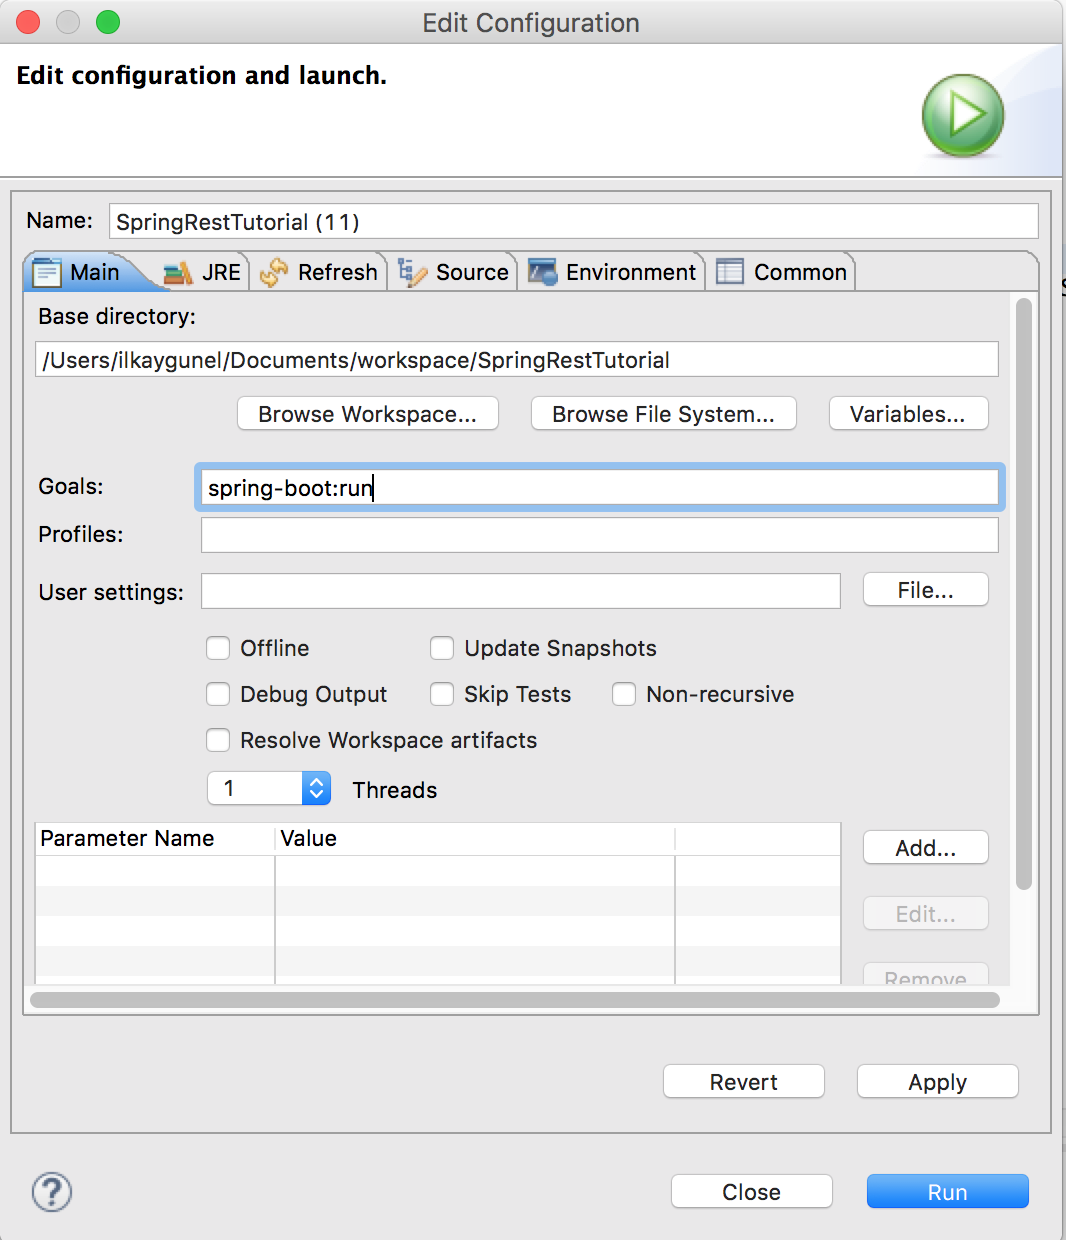 Edit Configuration
Edit configuration and launch.
Name: SpringRestTutorial (11)
Main JRE Refresh Source Environment Common
Base directory:
/Users/ilkaygunel/Documents/workspace/SpringRestTutorial
Browse Workspace... Browse File System... Variables...
Goals: spring-boot:run
Profiles:
User settings: File...
Offline Update Snapshots
Debug Output Skip Tests Non-recursive
Resolve Workspace artifacts
1 Threads
Parameter Name Value Add...
Edit...
Remove
Revert Apply
? Close Run